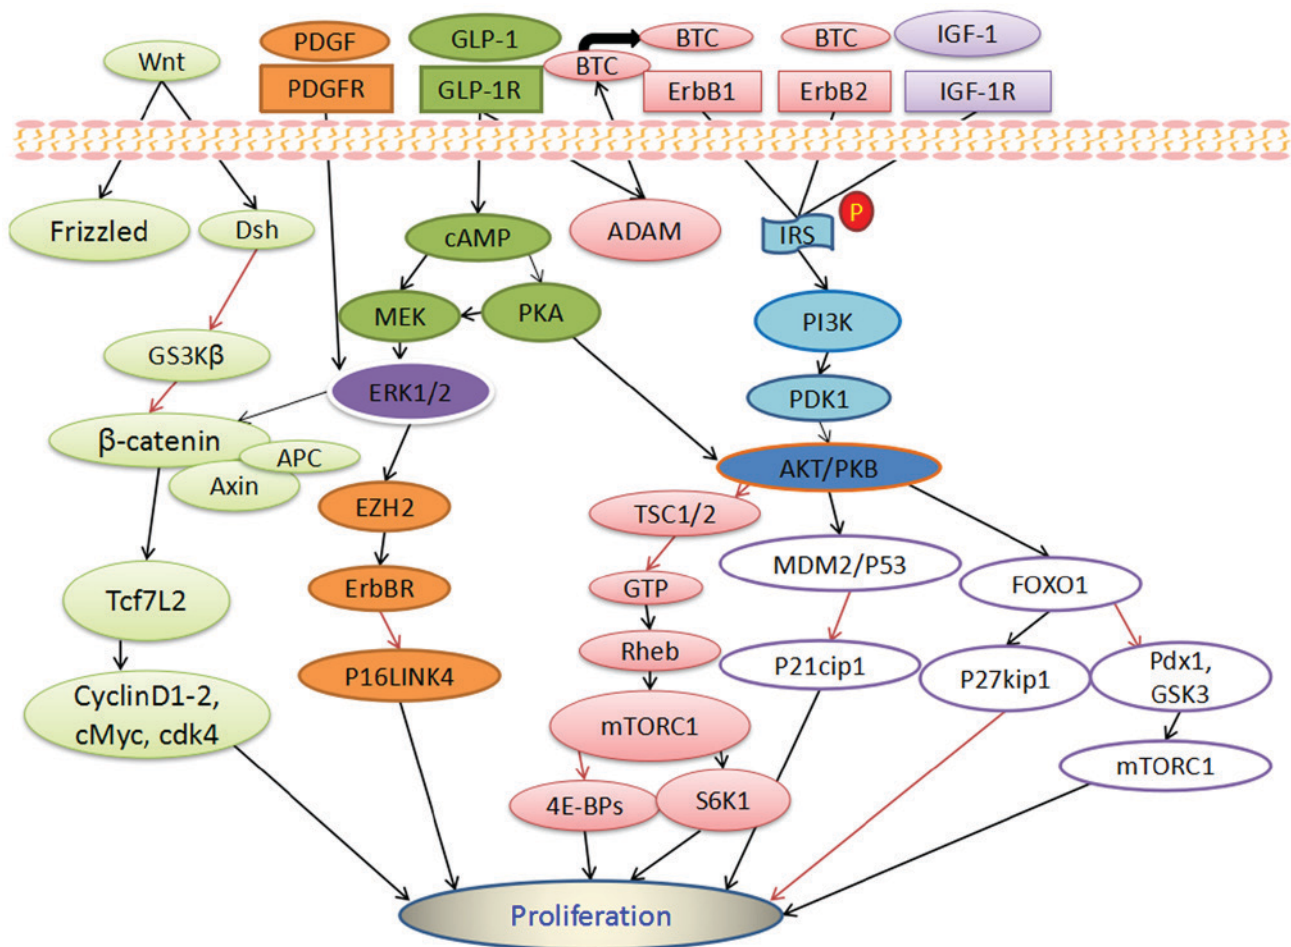 Wnt
PDGF
PDGFR
GLP-1
GLP-1R
BTC
BTC
ErbB1
BTC
ErbB2
IGF-1
IGF-1R
Frizzled
Dsh
cAMP
ADAM
IRS
P
MEK
PKA
PI3K
GS3Kβ
ERK1/2
PDK1
β-catenin
APC
Axin
AKT/PKB
EZH2
TSC1/2
MDM2/P53
FOXO1
Tcf7L2
ErbBR
GTP
Rheb
P21cip1
P27kip1
Pdx1,
GSK3
P16LINK4
CyclinD1-2,
cMyc, cdk4
mTORC1
mTORC1
4E-BPs
S6K1
Proliferation